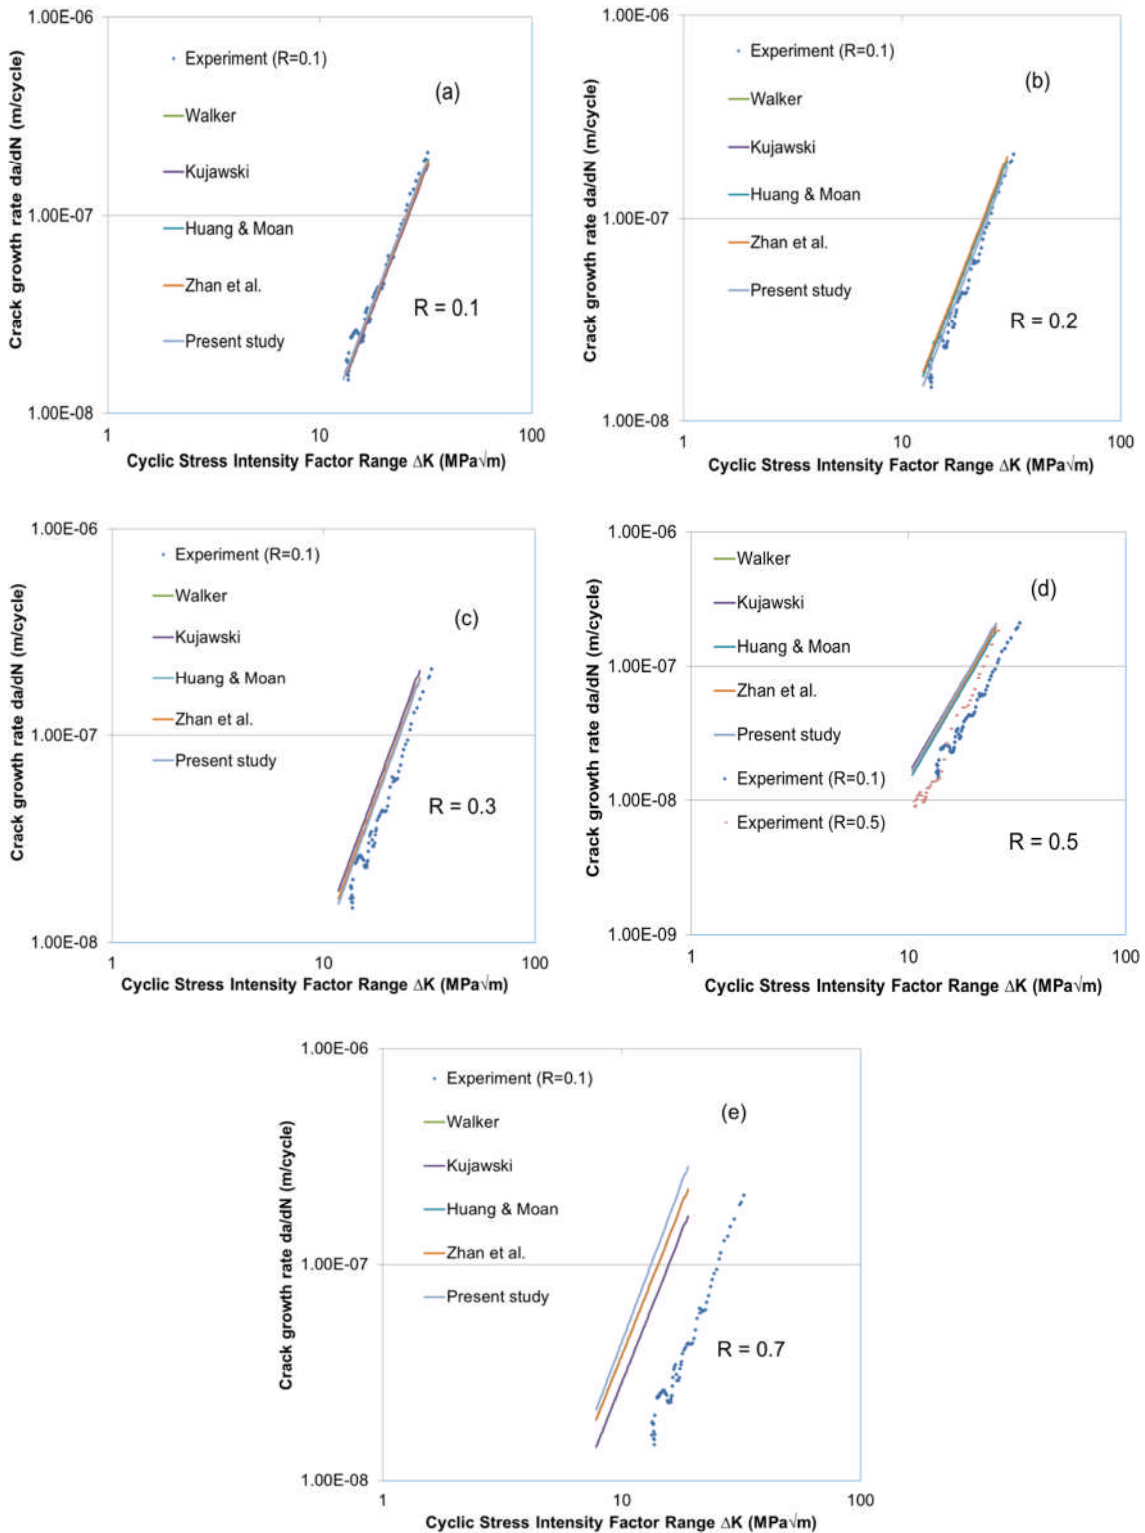 1.00E-06
Experiment (R=0.1)
(a)
Walker
Kujawski
1.00E-07
Huang & Moan
Zhan et al.
R = 0.1
Present study
1.00E-08
1
10
100
Crack growth rate da/dN (m/cycle)
Cyclic Stress Intensity Factor Range ∆K (MPa√m)
1.00E-06
Experiment (R=0.1)
(b)
Walker
Kujawski
Huang & Moan
1.00E-07
Zhan et al.
Present study
R = 0.2
1.00E-08
1
10
100
Crack growth rate da/dN (m/cycle)
Cyclic Stress Intensity Factor Range ∆K (MPa√m)
1.00E-06
Experiment (R=0.1)
Walker
(c)
Kujawski
Huang & Moan
Zhan et al.
1.00E-07
Present study
R = 0.3
1.00E-08
1
10
100
Crack growth rate da/dN (m/cycle)
Cyclic Stress Intensity Factor Range ∆K (MPa√m)
1.00E-06
Walker
(d)
Kujawski
Huang & Moan
1.00E-07
Zhan et al.
Present study
Experiment (R=0.1)
1.00E-08
Experiment (R=0.5)
R = 0.5
1.00E-09
1
10
100
Crack growth rate da/dN (m/cycle)
Cyclic Stress Intensity Factor Range ∆K (MPa√m)
1.00E-06
Experiment (R=0.1)
(e)
Walker
Kujawski
Huang & Moan
Zhan et al.
1.00E-07
Present study
R = 0.7
1.00E-08
1
10
100
Crack growth rate da/dN (m/cycle)
Cyclic Stress Intensity Factor Range ∆K (MPa√m)